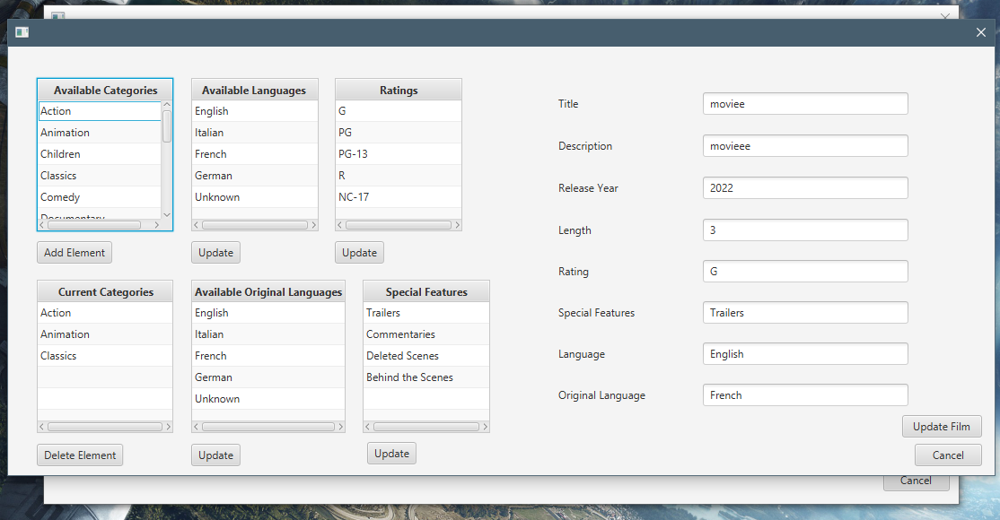 Available Categories
Action
Animation
Children
Classics
Comedy
Documentary
Add Element
Available Languages
English
Italian
French
German
Unknown
Update
Ratings
G
PG
PG-13
R
NC-17
Update
Current Categories
Action
Animation
Classics
Delete Element
Available Original Languages
English
Italian
French
German
Unknown
Update
Special Features
Trailers
Commentaries
Deleted Scenes
Behind the Scenes
Update
Title moviee
Description movieee
Release Year 2022
Length 3
Rating G
Special Features Trailers
Language English
Original Language French
Update Film
Cancel
Cancel